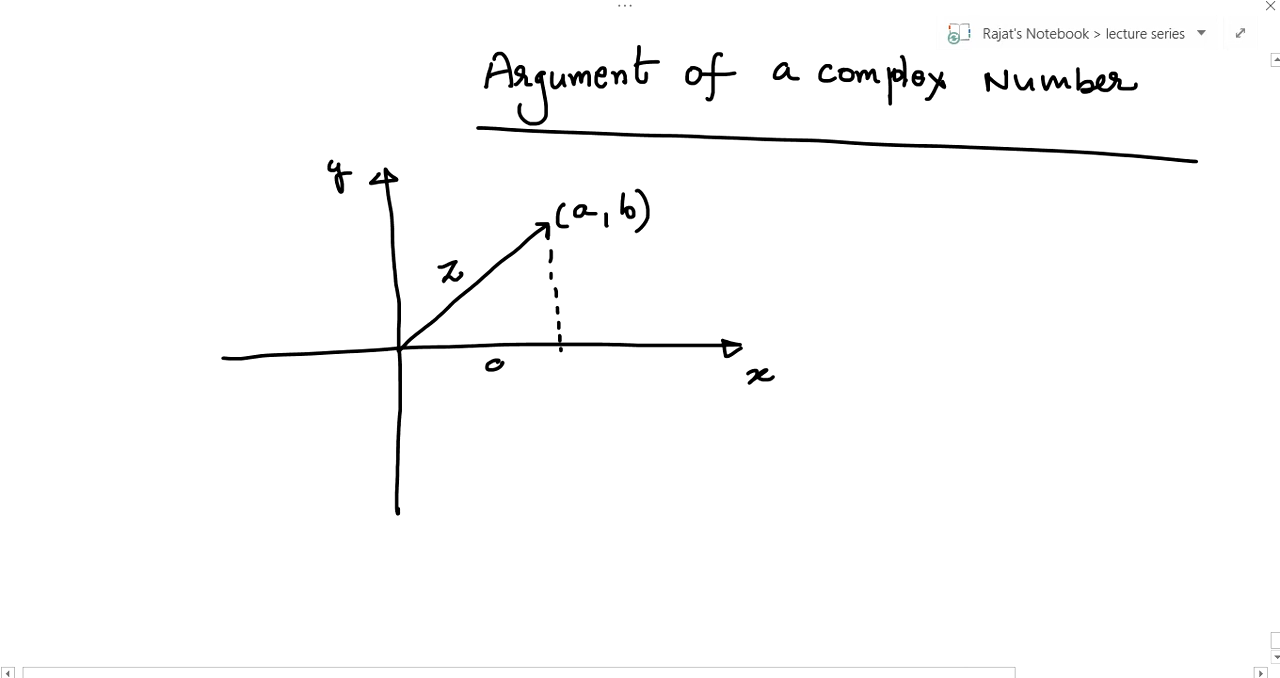 ...
Rajat's Notebook > lecture series
Argument of a complex Number
y
(a, b)
z
x